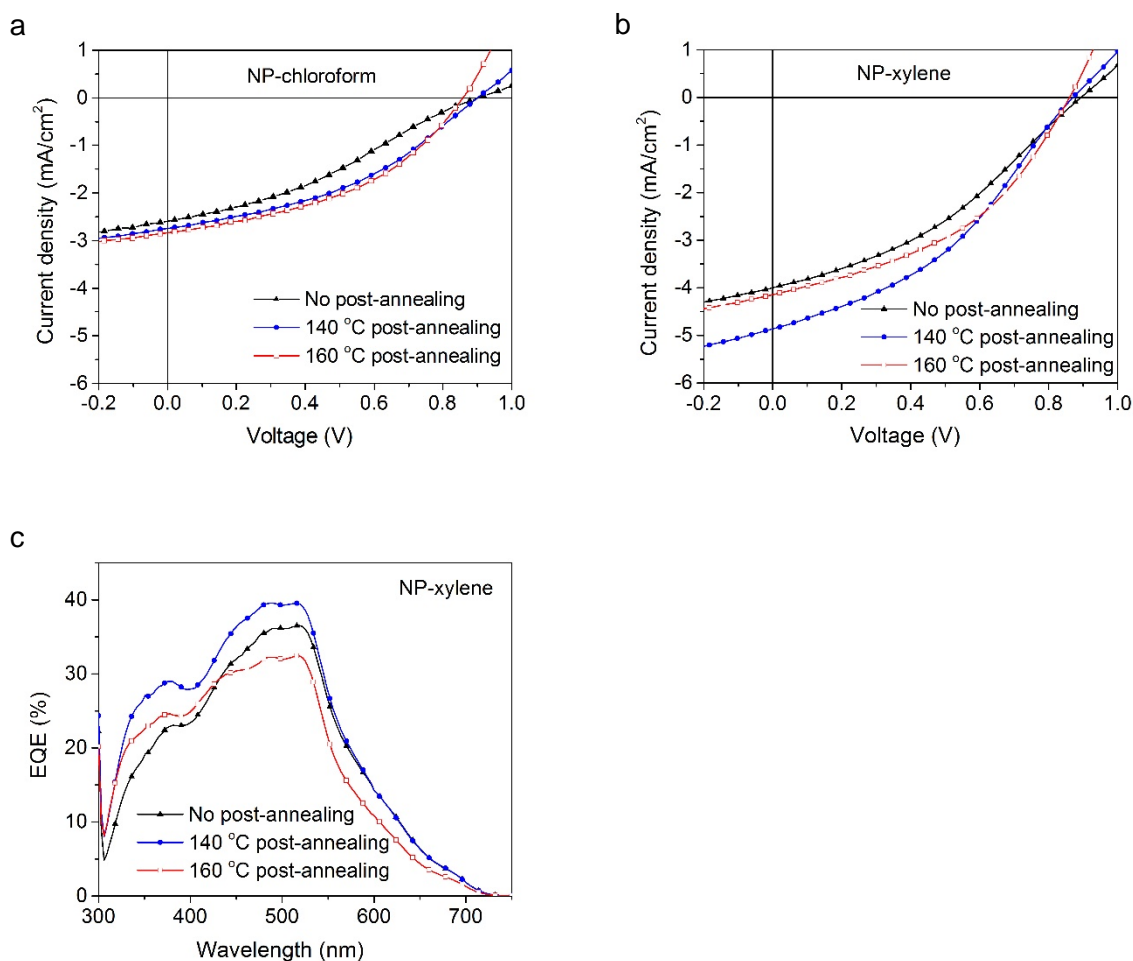 a
NP-chloroform
1
0
-1
-2
-3
-4
-5
-6
Current density (mA/cm²)
No post-annealing
140 °C post-annealing
160 °C post-annealing
-0.2 0.0 0.2 0.4 0.6 0.8 1.0
Voltage (V)
b
NP-xylene
1
0
-1
-2
-3
-4
-5
-6
Current density (mA/cm²)
No post-annealing
140 °C post-annealing
160 °C post-annealing
-0.2 0.0 0.2 0.4 0.6 0.8 1.0
Voltage (V)
c
NP-xylene
40
30
20
10
0
EQE (%)
No post-annealing
140 °C post-annealing
160 °C post-annealing
300 400 500 600 700
Wavelength (nm)